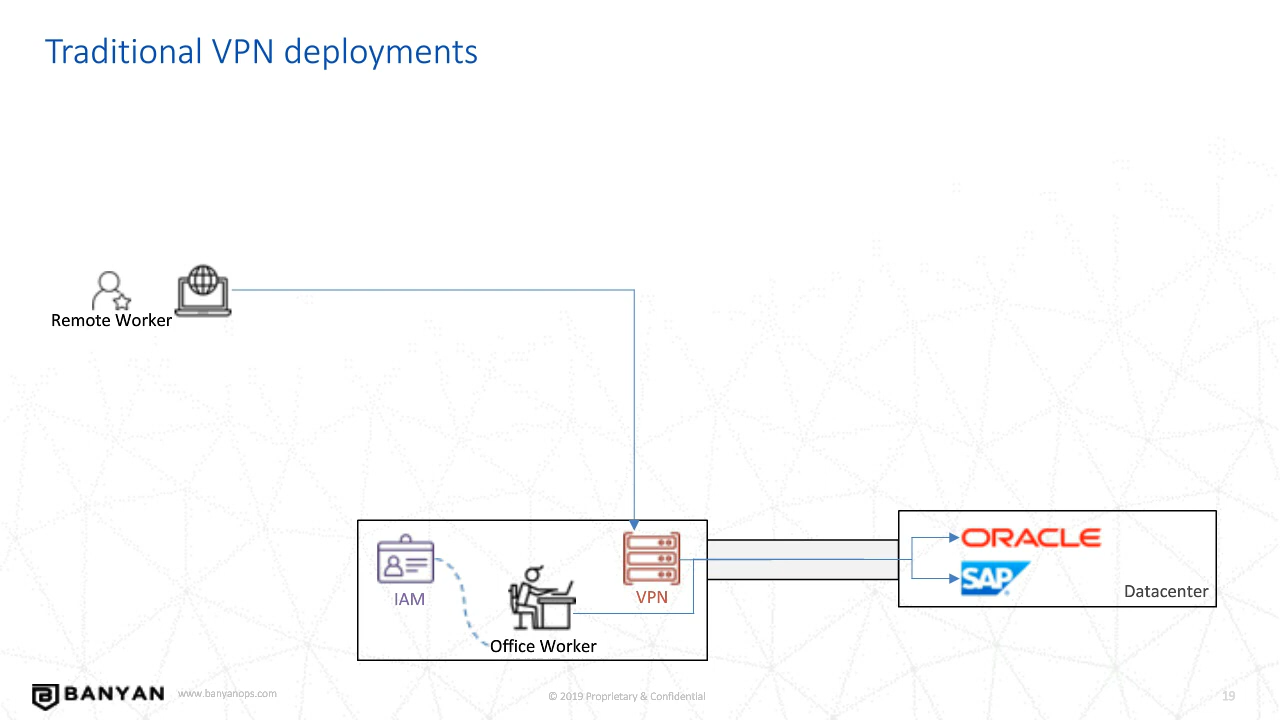 Traditional VPN deployments
Remote Worker
IAM
Office Worker
VPN
ORACLE
SAP
Datacenter
BANYAN
www.banyanops.com
© 2019 Proprietary & Confidential
19